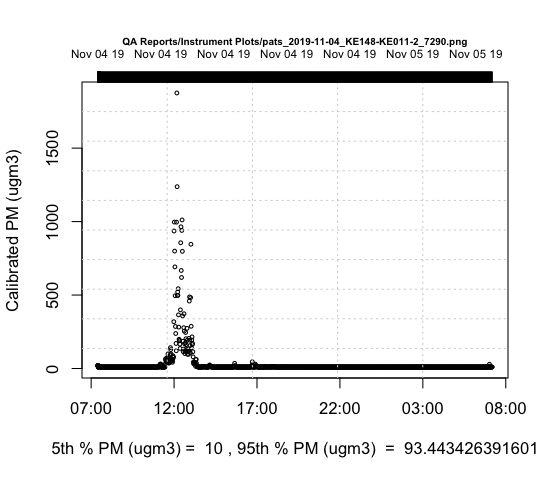 QA Reports/Instrument Plots/pats_2019-11-04_KE148-KE011-2_7290.png
Nov 04 19 Nov 04 19 Nov 04 19 Nov 04 19 Nov 04 19 Nov 05 19 Nov 05 19
Calibrated PM (ugm3)
1500
1000
500
0
07:00 12:00 17:00 22:00 03:00 08:00
5th % PM (ugm3) = 10 , 95th % PM (ugm3) = 93.443426391601